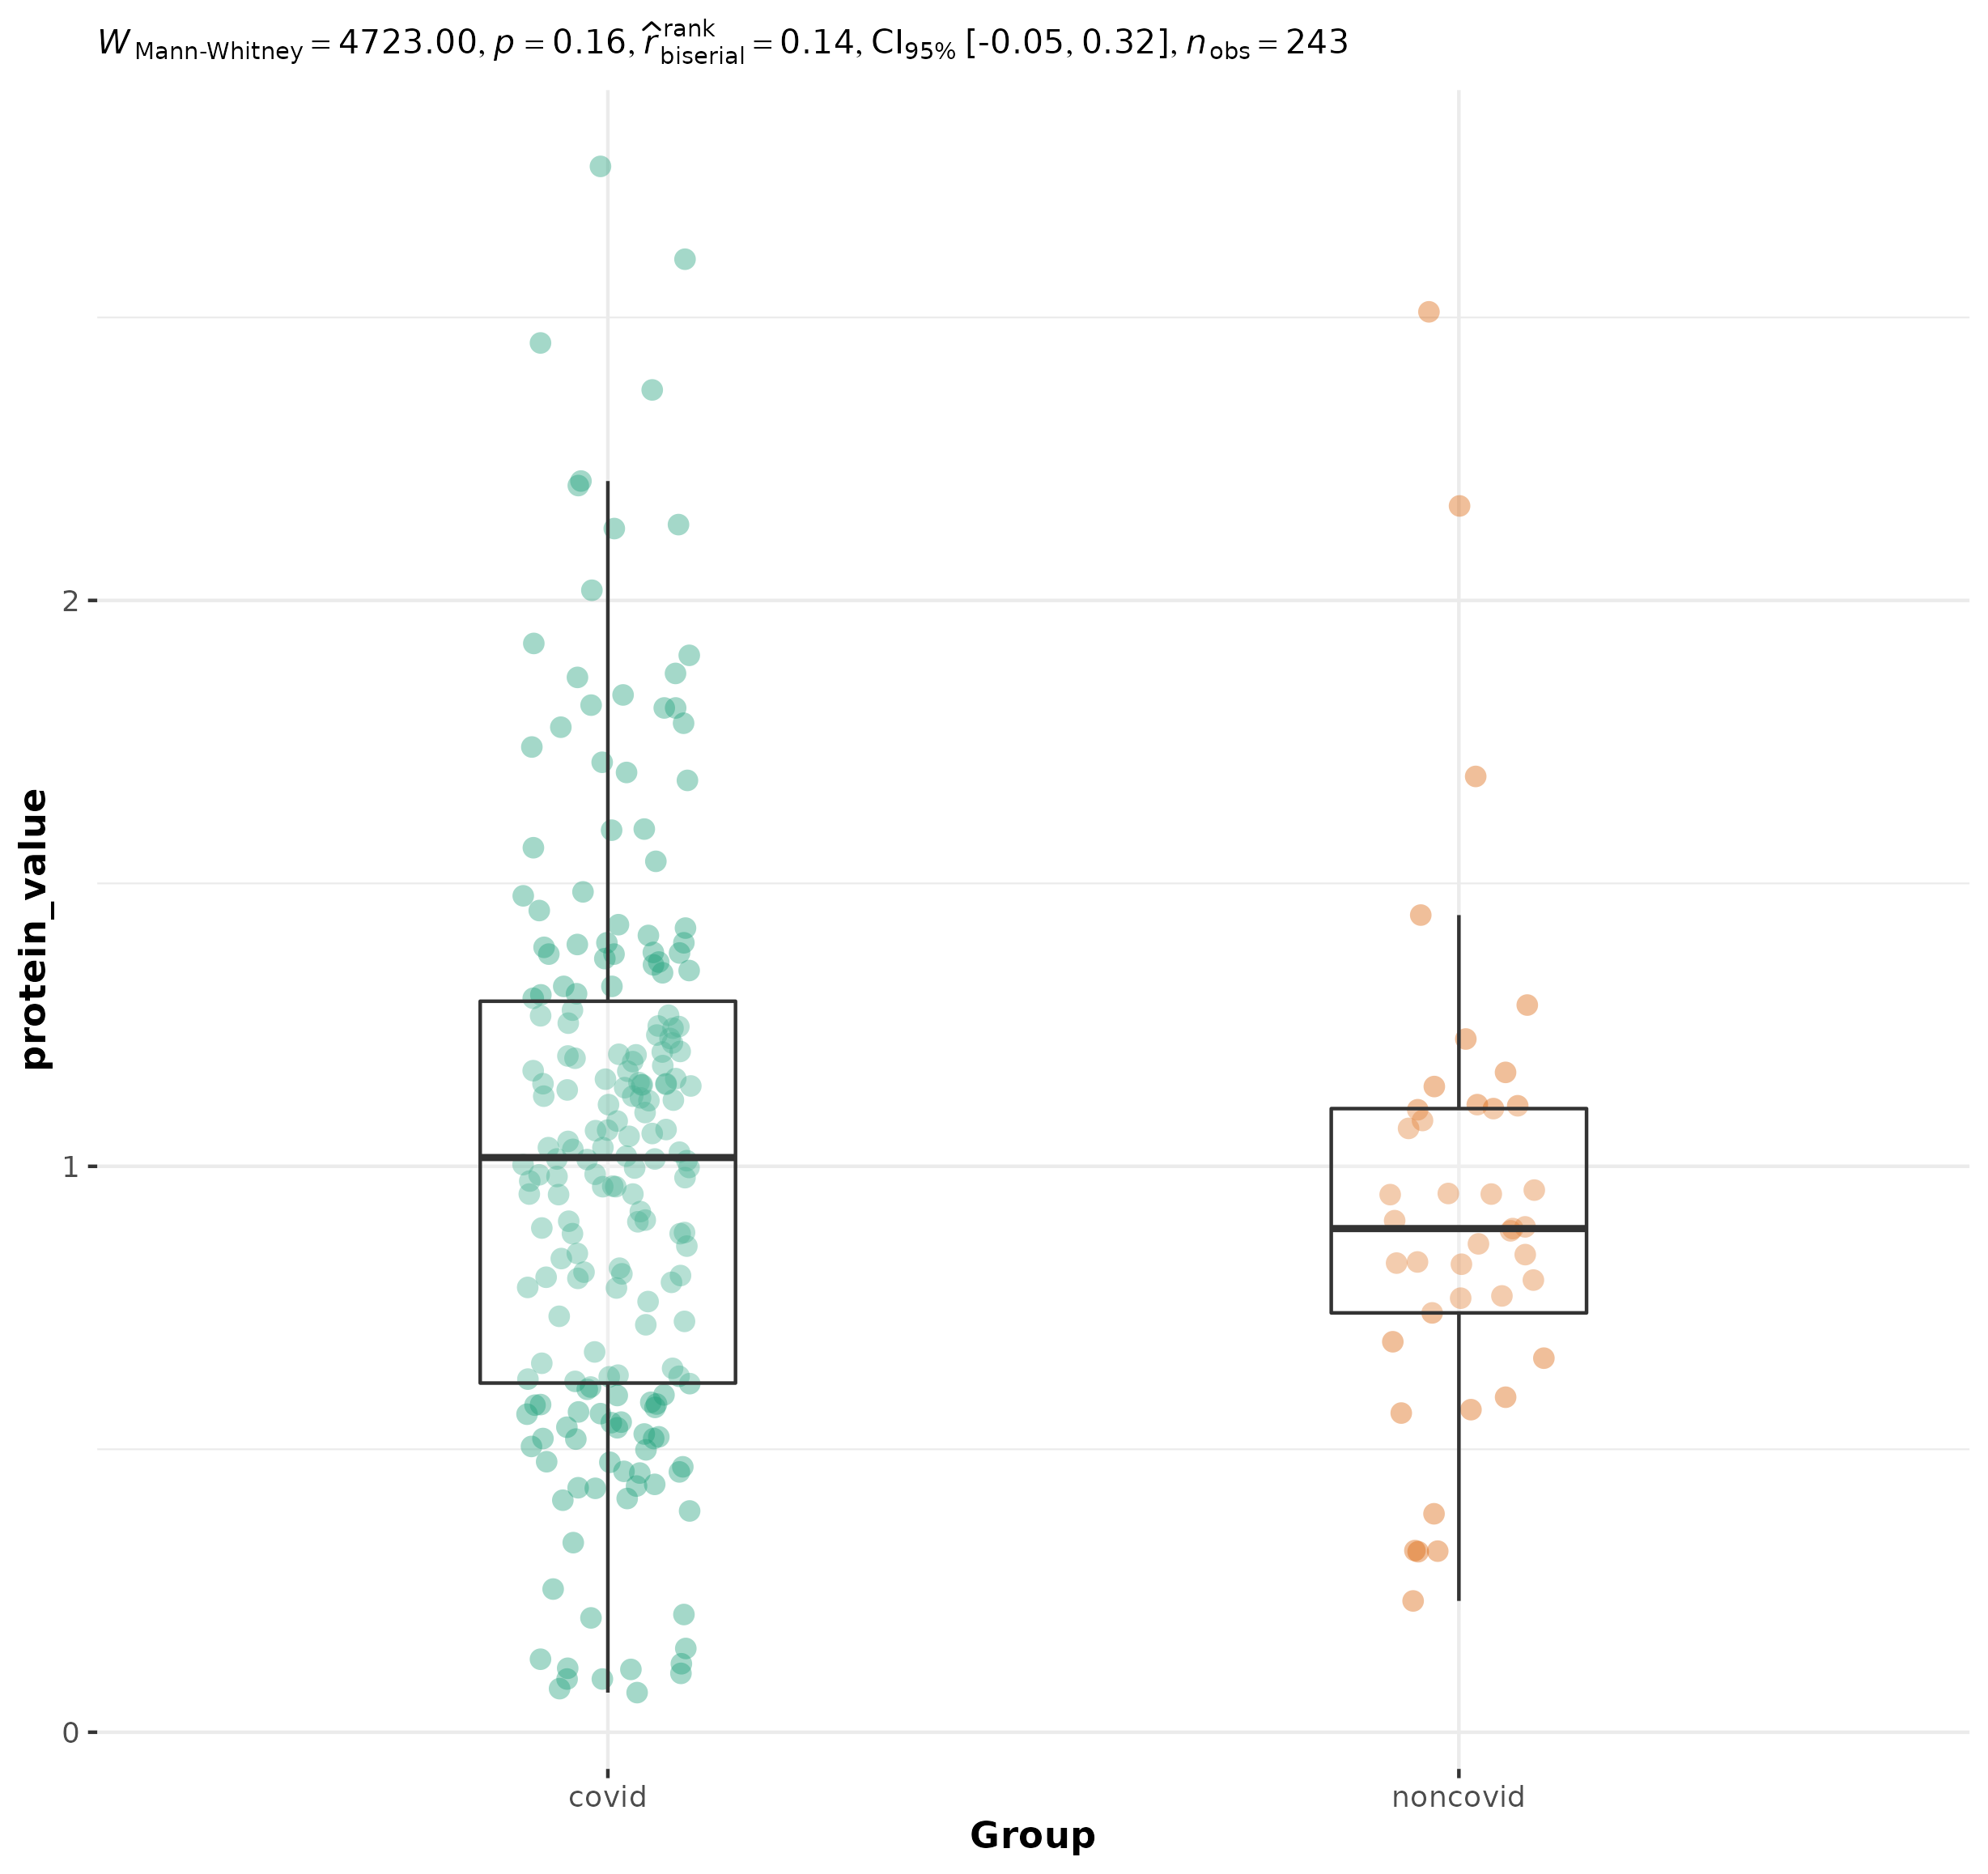 W Mann-Whitney = 4723.00, p = 0.16, r̂ rank biserial = 0.14, CI95% [-0.05, 0.32], nobs = 243
protein_value
2
1
0
covid noncovid
Group